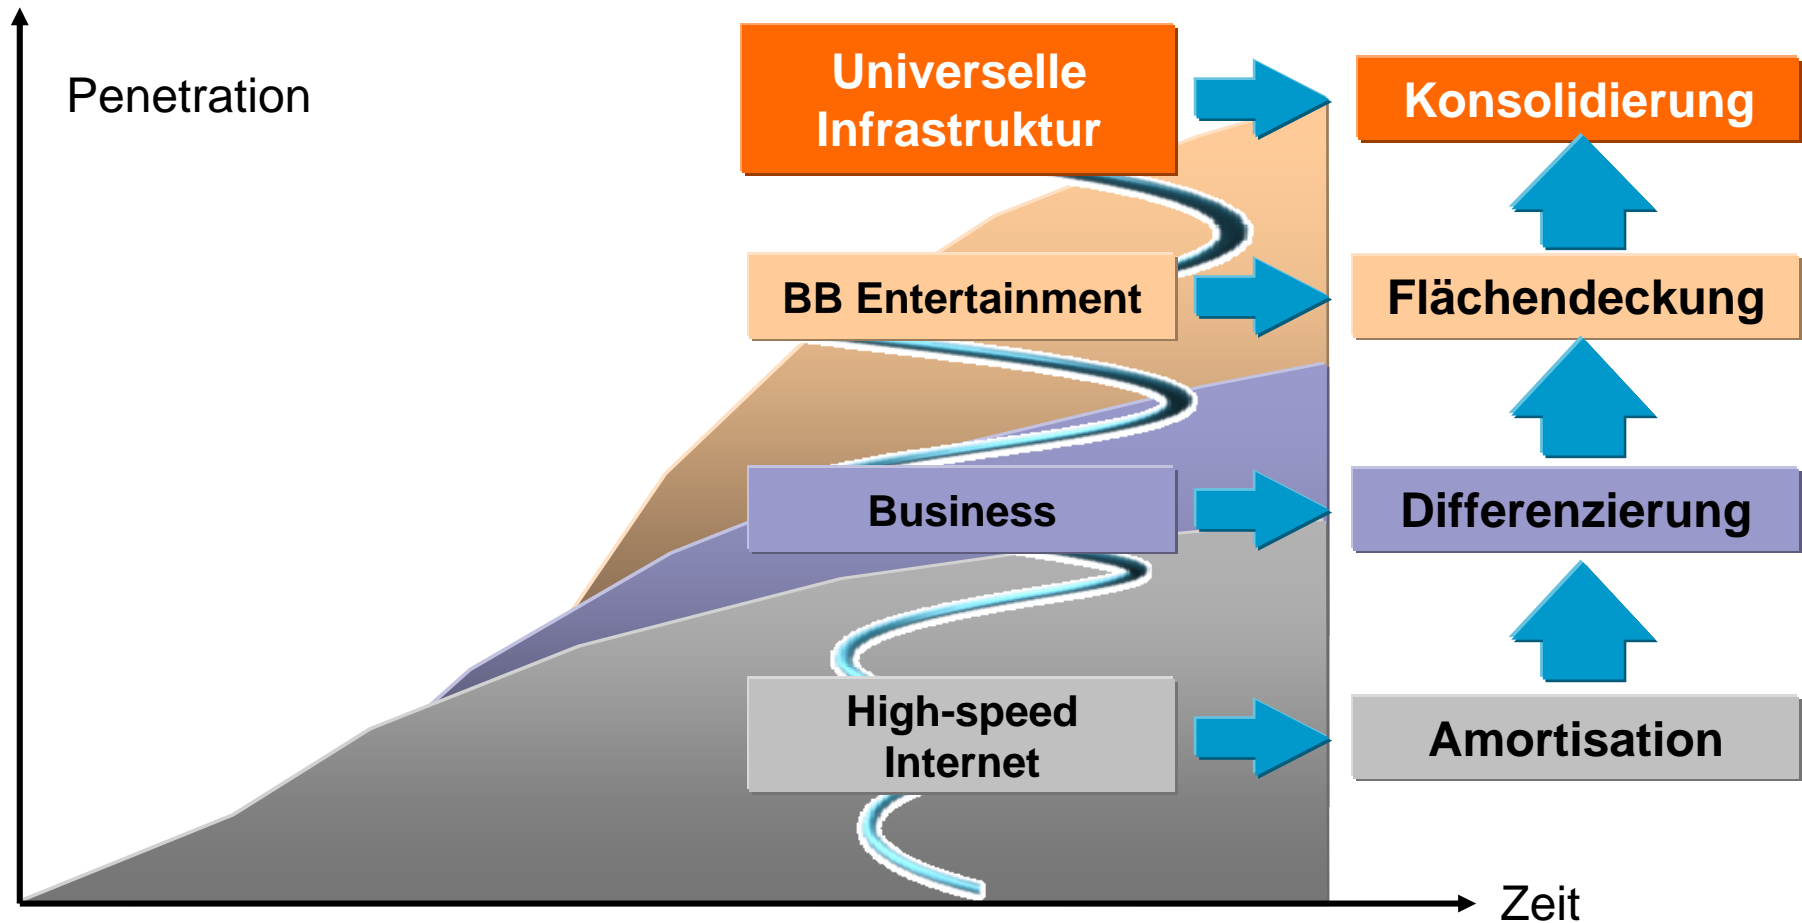 Penetration
Universelle
Infrastruktur
Konsolidierung
BB Entertainment
Flächendeckung
Business
Differenzierung
High-speed
Internet
Amortisation
Zeit